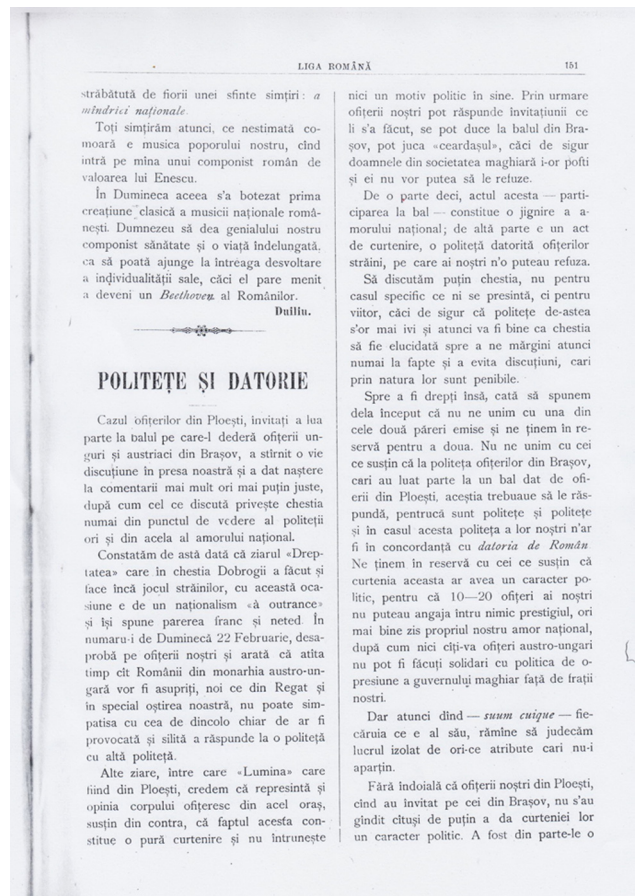 LIGA ROMÂNĂ
151
străbătută de fiorii unei sfinte simțiri: a
mîndriei naționale.
Toți simțirăm atunci, ce nestimată co-
moară e musica poporului nostru, cînd
intră pe mîna unui componist român de
valoarea lui Enescu.
În Dumineca aceea s'a botezat prima
creațiune clasică a musicii naționale româ-
nești. Dumnezeu să dea genialului nostru
componist sănătate și o viață îndelungată,
ca să poată ajunge la întreaga desvoltare
a individualității sale, căci el pare menit
a deveni un Beethoven al Românilor.
Duiliu.
POLITEȚE ȘI DATORIE
Cazul ofițerilor din Ploești, invitați a lua
parte la balul pe care-l dederă ofițerii un-
guri și austriaci din Brașov, a stîrnit o vie
discuțiune în presa noastră și a dat naștere
la comentarii mai mult ori mai puțin juste,
după cum cel ce discută privește chestia
numai din punctul de vedere al politeții
ori și din acela al amorului național.
Constatăm de astă dată că ziarul «Drep-
tatea» care în chestia Dobrogii a făcut și
face încă jocul străinilor, cu această oca-
siune e de un naționalism «à outrance»
și își spune parerea franc și neted. În
numaru-i de Duminecă 22 Februarie, desa-
probă pe ofițerii noștri și arată că atîta
timp cît Românii din monarhia austro-un-
gară vor fi asupriți, noi ce din Regat și
în special oștirea noastră, nu poate sim-
patisa cu cea de dincolo chiar de ar fi
provocată și silită a răspunde la o politeță
cu altă politeță.
Alte ziare, între care «Lumina» care
fiind din Ploești, credem că represintă și
opinia corpului ofițeresc din acel oraș,
susțin din contra, că faptul acesta con-
stitue o pură curtenire și nu întrunește
nici un motiv politic în sine. Prin urmare
ofițerii noștri pot răspunde invitațiunii ce
li s'a făcut, se pot duce la balul din Bra-
șov, pot juca «ceardașul», căci de sigur
doamnele din societatea maghiară i-or pofti
și ei nu vor putea să le refuze.
De o parte deci, actul acesta — parti-
ciparea la bal — constitue o jignire a a-
morului național; de altă parte e un act
de curtenire, o politeță datorită ofițerilor
străini, pe care ai noștri n'o puteau refuza.
Să discutăm puțin chestia, nu pentru
casul specific ce ni se presintă, ci pentru
viitor, căci de sigur că politețe de-astea
s'or mai ivi și atunci va fi bine ca chestia
să fie elucidată spre a ne mărgini atunci
numai la fapte și a evita discuțiuni, cari
prin natura lor sunt penibile.
Spre a fi drepți însă, cată să spunem
dela început că nu ne unim cu una din
cele două păreri emise și ne ținem în re-
servă pentru a doua. Nu ne unim cu cei
ce susțin că la politeța ofițerilor din Brașov,
cari au luat parte la un bal dat de ofi-
erii din Ploești, aceștia trebuaue să le răs-
pundă, pentrucă sunt politețe și politețe
și în casul acesta politeța a lor noștri n'ar
fi în concordanță cu datoria de Român.
Ne ținem în reservă cu cei ce susțin că
curtenia aceasta ar avea un caracter po-
litic, pentru că 10—20 ofițeri ai noștri
nu puteau angaja întru nimic prestigiul, ori
mai bine zis propriul nostru amor național,
după cum nici cîți-va ofițeri austro-ungari
nu pot fi făcuți solidari cu politica de o-
presiune a guvernului maghiar față de frații
nostri.
Dar atunci dînd — suum cuique — fie-
căruia ce e al său, rămîne să judecăm
lucrul izolat de ori-ce atribute cari nu-i
aparțin.
Fără îndoială că ofițerii noștri din Ploești,
cînd au invitat pe cei din Brașov, nu s'au
gîndit cîtuși de puțin a da curteniei lor
un caracter politic. A fost din parte-le o